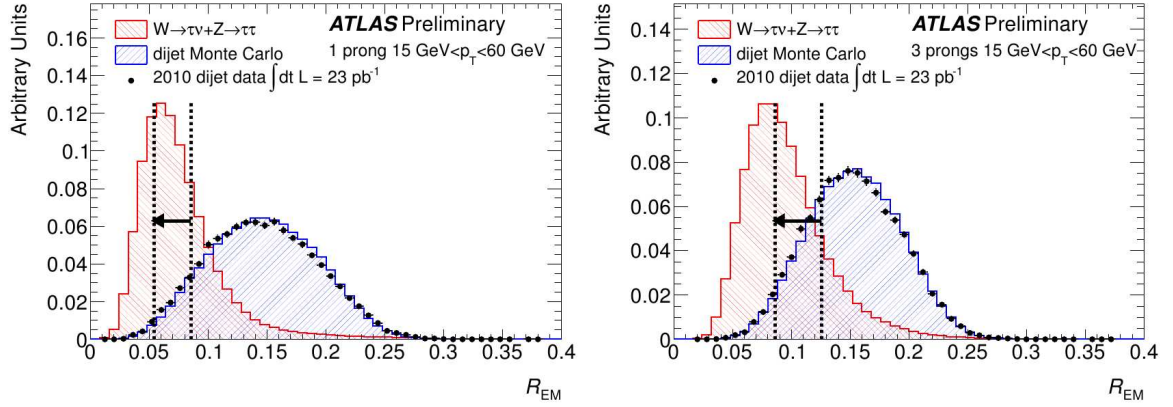 Arbitrary Units
0.16
0.14
0.12
0.1
0.08
0.06
0.04
0.02
0
W→τν+Z→ττ
dijet Monte Carlo
2010 dijet data ∫dt L = 23 pb⁻¹
ATLAS Preliminary
1 prong 15 GeV<p_T<60 GeV
0 0.05 0.1 0.15 0.2 0.25 0.3 0.35 0.4
R_EM
Arbitrary Units
0.14
0.12
0.1
0.08
0.06
0.04
0.02
0
W→τν+Z→ττ
dijet Monte Carlo
2010 dijet data ∫dt L = 23 pb⁻¹
ATLAS Preliminary
3 prongs 15 GeV<p_T<60 GeV
0 0.05 0.1 0.15 0.2 0.25 0.3 0.35 0.4
R_EM